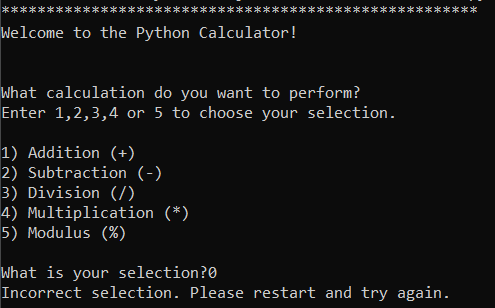 *****************************************************
Welcome to the Python Calculator!
What calculation do you want to perform?
Enter 1,2,3,4 or 5 to choose your selection.
1) Addition (+)
2) Subtraction (-)
3) Division (/)
4) Multiplication (*)
5) Modulus (%)
What is your selection?0
Incorrect selection. Please restart and try again.